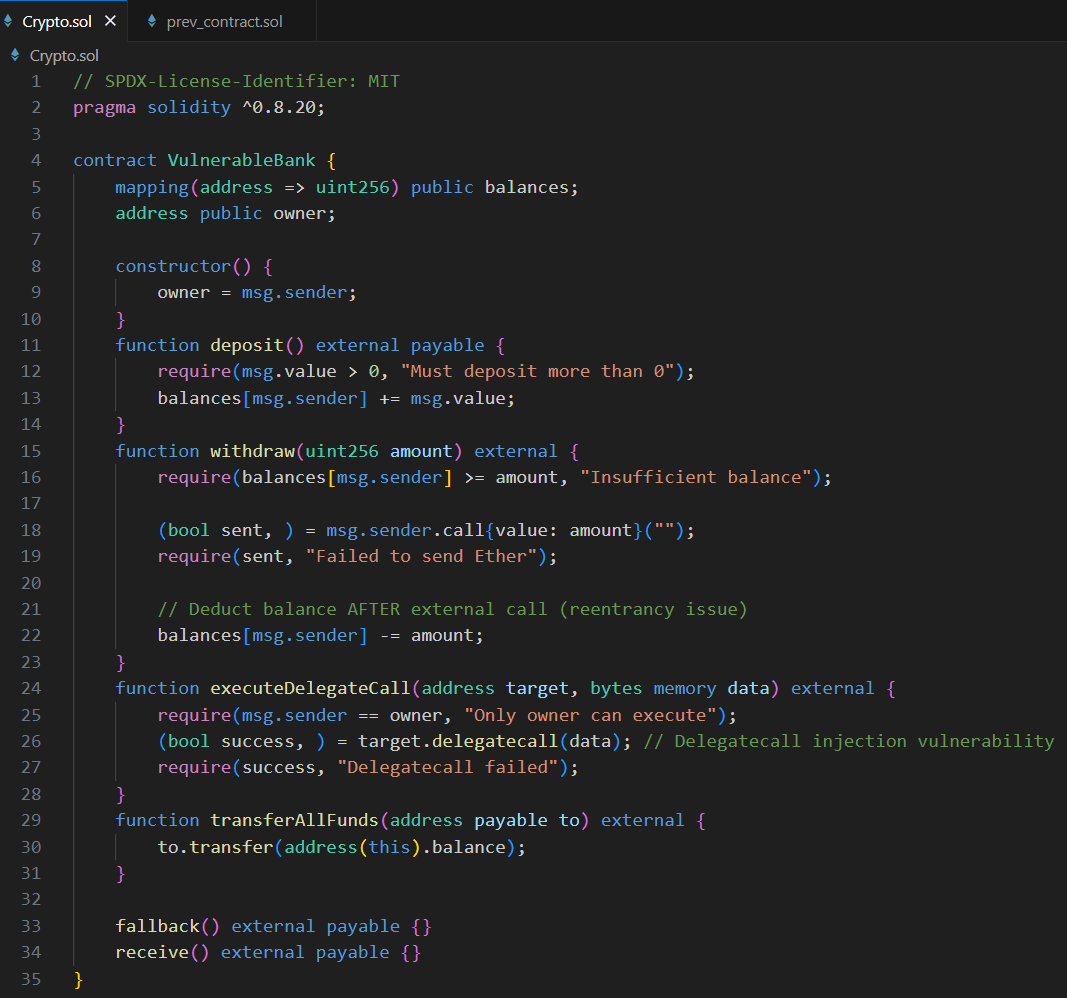 Crypto.sol prev_contract.sol
Crypto.sol
1 // SPDX-License-Identifier: MIT
2 pragma solidity ^0.8.20;
3
4 contract VulnerableBank {
5     mapping(address => uint256) public balances;
6     address public owner;
7
8     constructor() {
9         owner = msg.sender;
10     }
11     function deposit() external payable {
12         require(msg.value > 0, "Must deposit more than 0");
13         balances[msg.sender] += msg.value;
14     }
15     function withdraw(uint256 amount) external {
16         require(balances[msg.sender] >= amount, "Insufficient balance");
17
18         (bool sent, ) = msg.sender.call{value: amount}("");
19         require(sent, "Failed to send Ether");
20
21         // Deduct balance AFTER external call (reentrancy issue)
22         balances[msg.sender] -= amount;
23     }
24     function executeDelegateCall(address target, bytes memory data) external {
25         require(msg.sender == owner, "Only owner can execute");
26         (bool success, ) = target.delegatecall(data); // Delegatecall injection vulnerability
27         require(success, "Delegatecall failed");
28     }
29     function transferAllFunds(address payable to) external {
30         to.transfer(address(this).balance);
31     }
32
33     fallback() external payable {}
34     receive() external payable {}
35 }